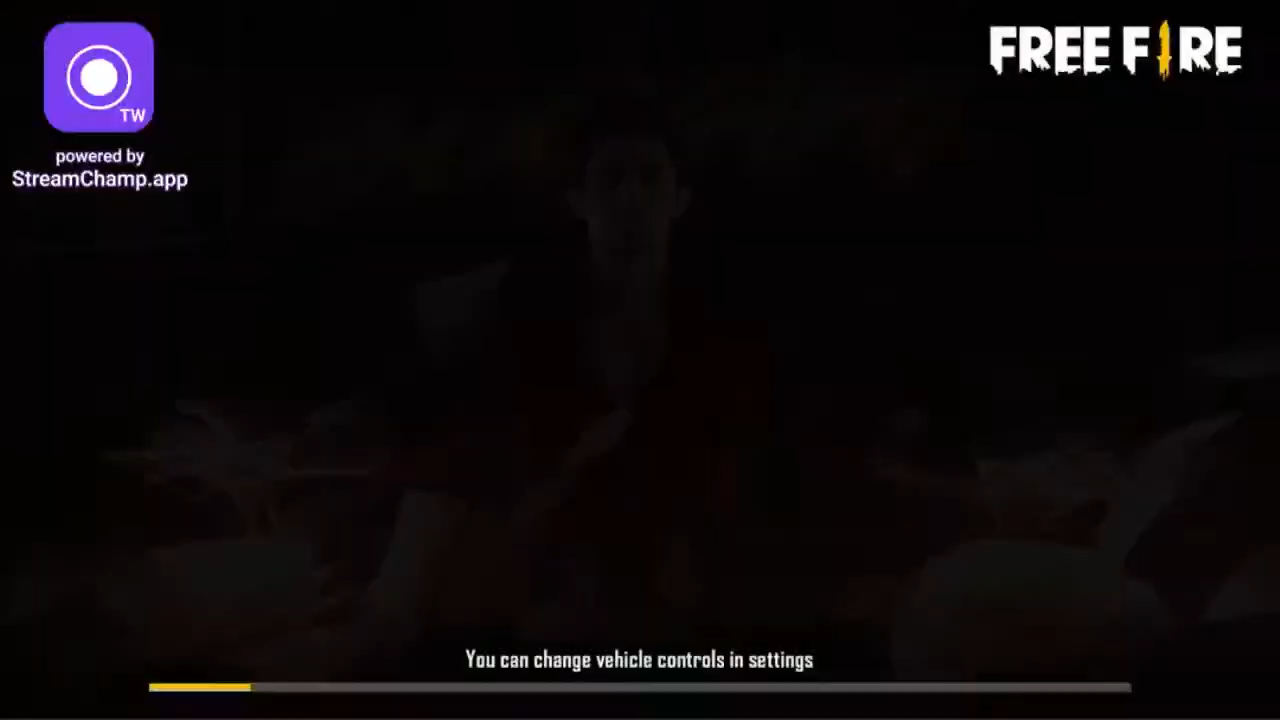 FREE FIRE
TW
powered by
StreamChamp.app
You can change vehicle controls in settings